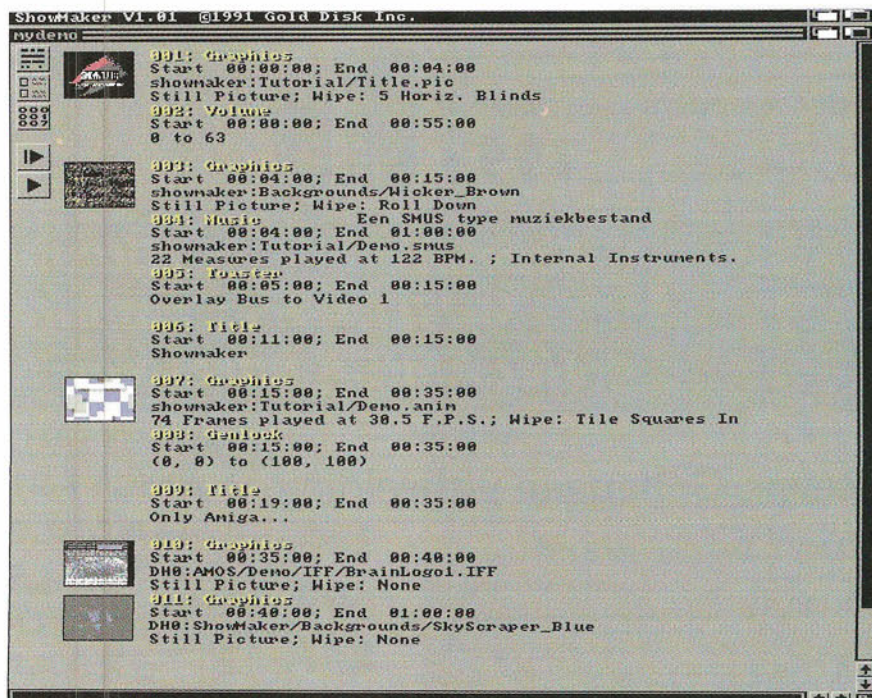 ShowMaker V1.01 ©1991 Gold Disk Inc.
mydemo
001: Graphics
Start 00:00:00; End 00:04:00
showmaker:Tutorial/Title.pic
Still Picture; Wipe: 5 Horiz. Blinds
002: Volume
Start 00:00:00; End 00:55:00
0 to 63
003: Graphics
Start 00:04:00; End 00:15:00
showmaker:Backgrounds/Wicker_Brown
Still Picture; Wipe: Roll Down
004: Music Een SMUS type muziekbestand
Start 00:04:00; End 01:00:00
showmaker:Tutorial/Demo.smus
22 Measures played at 122 BPM. ; Internal Instruments.
005: Toaster
Start 00:05:00; End 00:15:00
Overlay Bus to Video 1
006: Title
Start 00:11:00; End 00:15:00
Showmaker
007: Graphics
Start 00:15:00; End 00:35:00
showmaker:Tutorial/Demo.anim
74 Frames played at 30.5 F.P.S.; Wipe: Tile Squares In
008: Genlock
Start 00:15:00; End 00:35:00
(0, 0) to (100, 100)
009: Title
Start 00:19:00; End 00:35:00
Only Amiga...
010: Graphics
Start 00:35:00; End 00:40:00
DH0:AMOS/Demo/IFF/BrainLogo1.IFF
Still Picture; Wipe: None
011: Graphics
Start 00:40:00; End 01:00:00
DH0:ShowMaker/Backgrounds/SkyScraper_Blue
Still Picture; Wipe: None